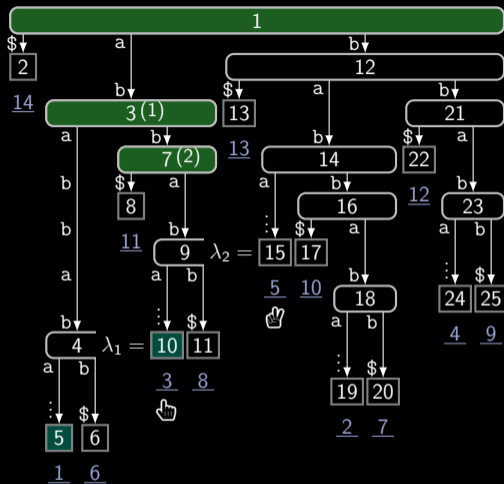 1
$ a b
2 12
14 b $ a b
3 (1) 13 21
a b 13 b $ a
7 (2) 14 22
b $ a a b 12 b
8 16 23
b 11 b ⋮ $ a a b
9 λ₂ = 15 17
a a b 5 10 b ⋮ $
18 24 25
b ⋮ $ a b 4 9
4 λ₁ = 10 11
a b 3 8 ⋮ $
19 20
⋮ $ 2 7
5 6
1 6